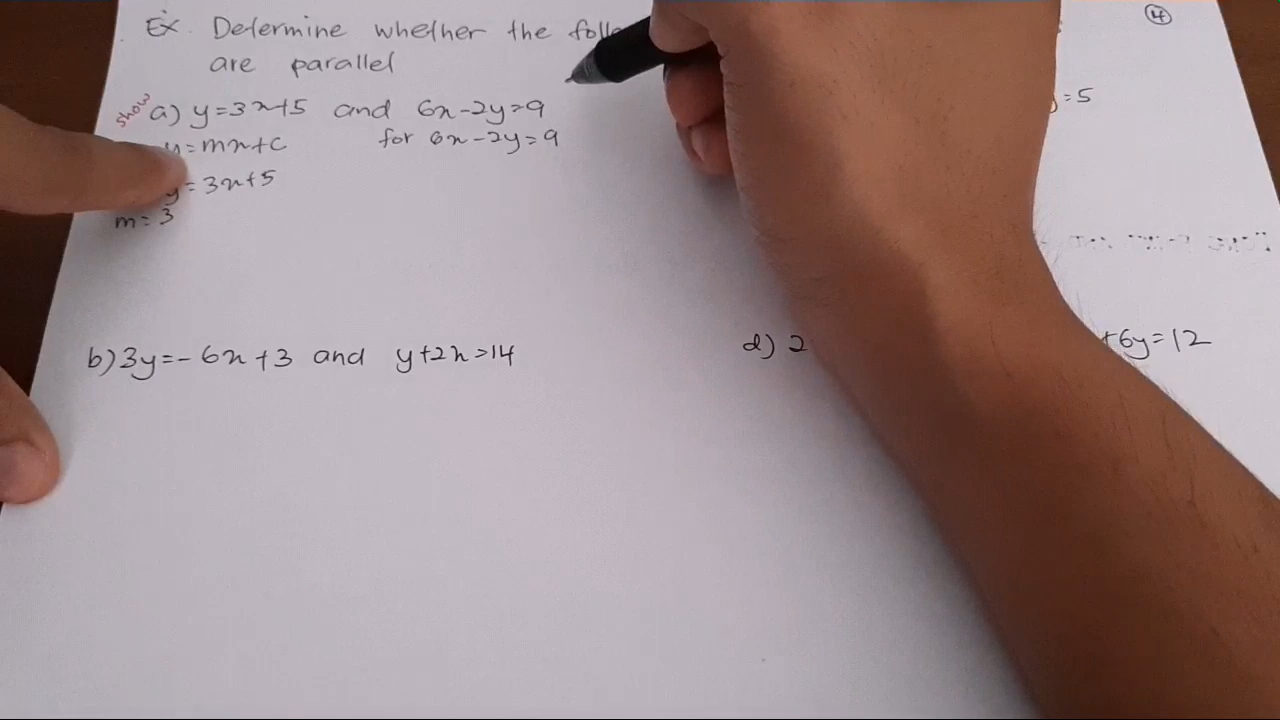 Ex. Determine whether the
are parallel
show a) y=3x+5 and 6x-2y=9
y=mx+c for 6x-2y=9
y=3x+5
m=3
b) 3y=-6x+3 and y+2x=14
④
y=5
d) 2 +6y=12